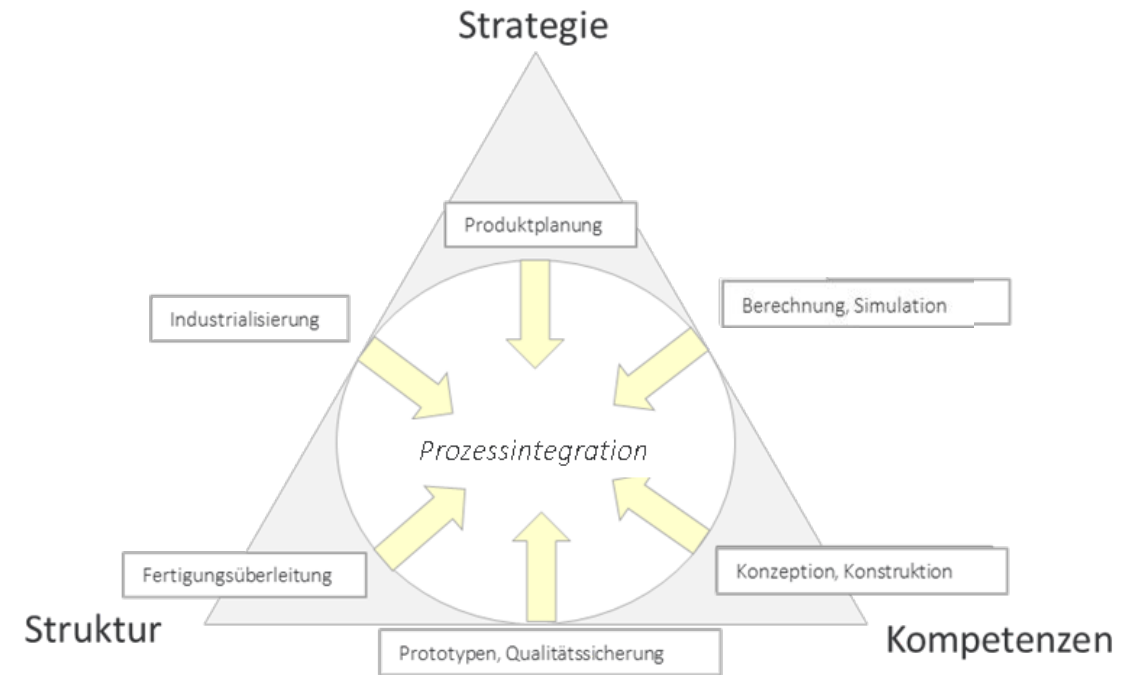 Strategie
Produktplanung
Industrialisierung
Berechnung, Simulation
Prozessintegration
Fertigungsüberleitung
Konzeption, Konstruktion
Struktur
Kompetenzen
Prototypen, Qualitätssicherung